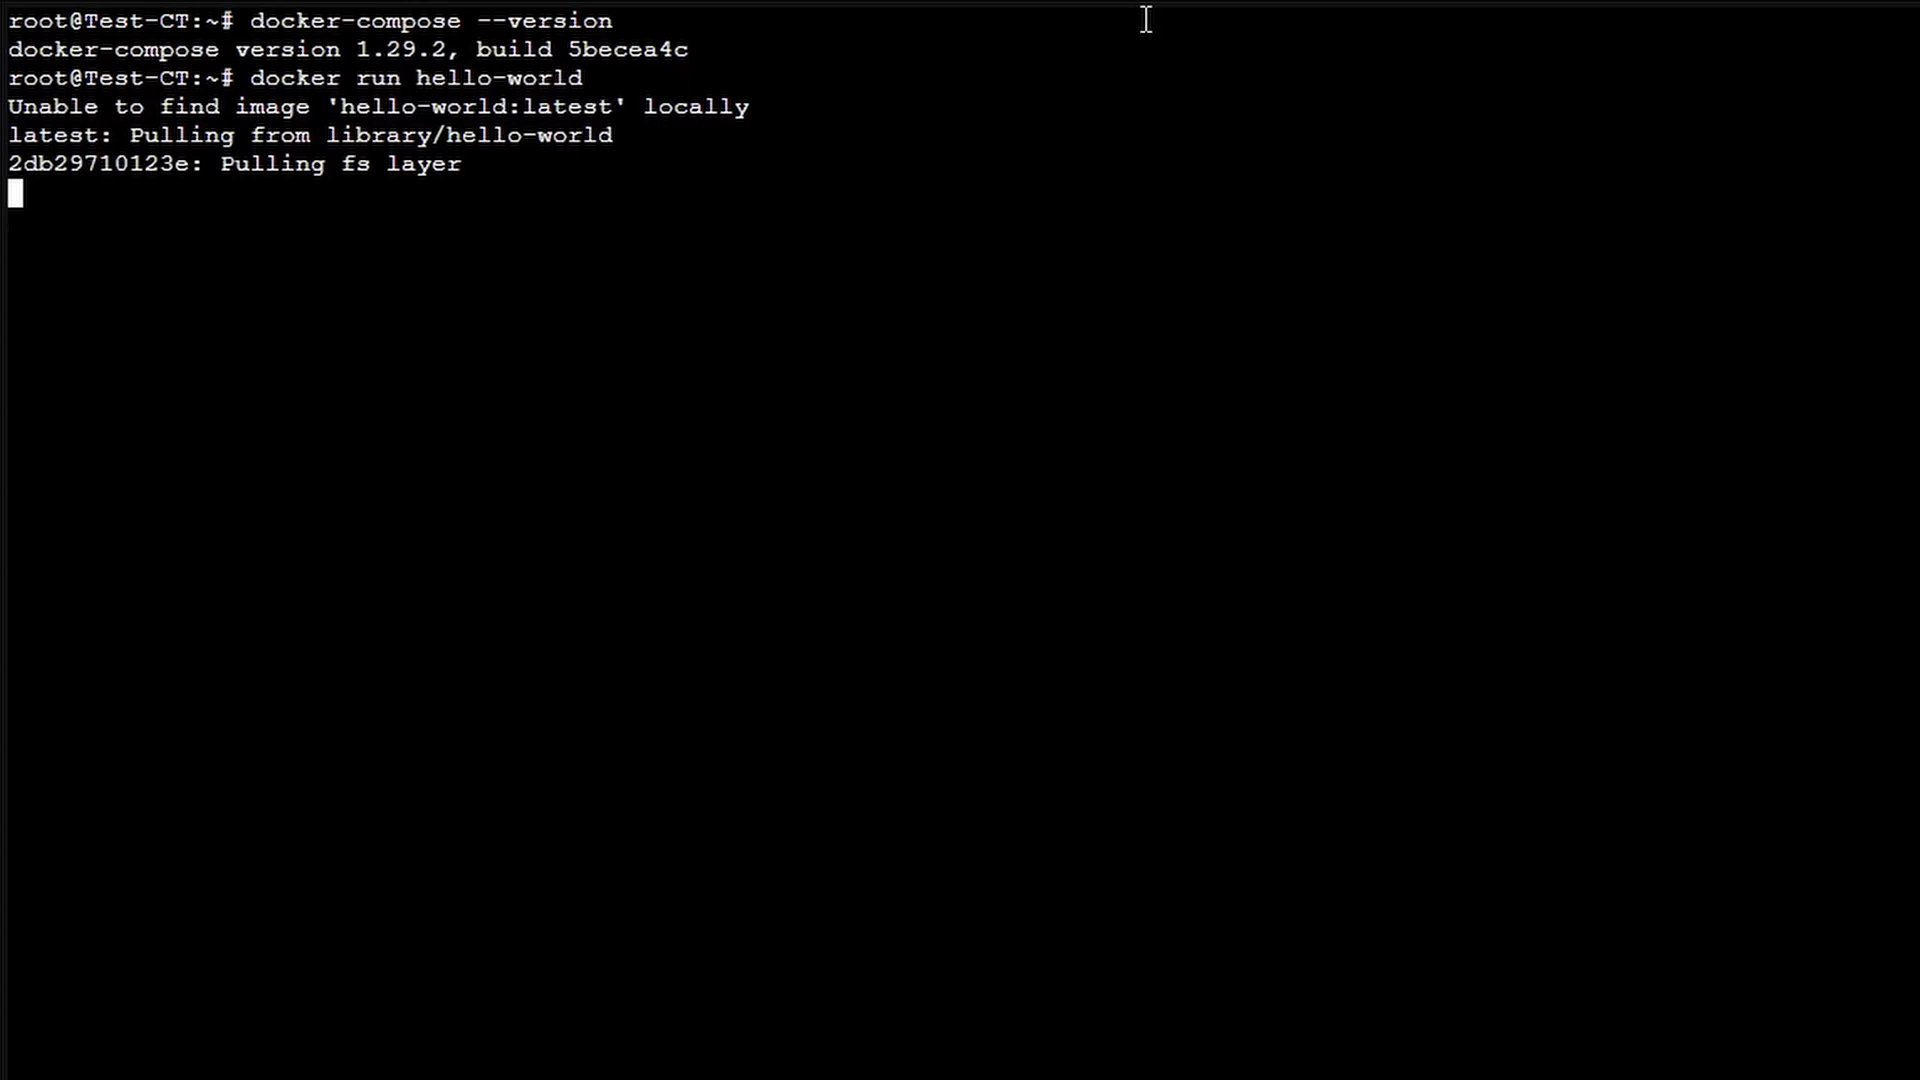 root@Test-CT:~# docker-compose --version
docker-compose version 1.29.2, build 5becea4c
root@Test-CT:~# docker run hello-world
Unable to find image 'hello-world:latest' locally
latest: Pulling from library/hello-world
2db29710123e: Pulling fs layer